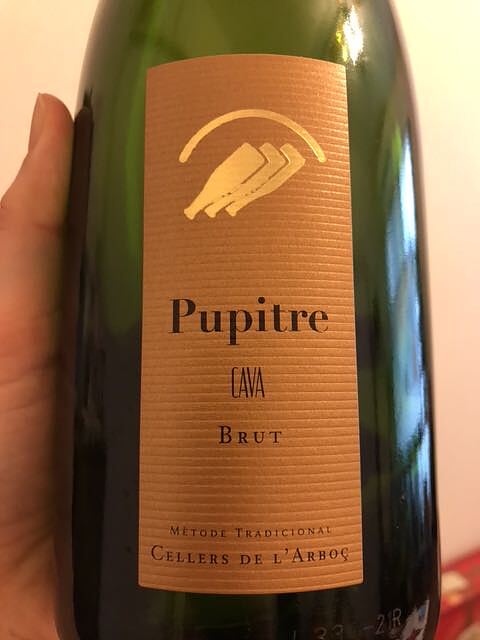 Pupitre
CAVA
BRUT
MÈTODE TRADICIONAL
CELLERS DE L'ARBOÇ